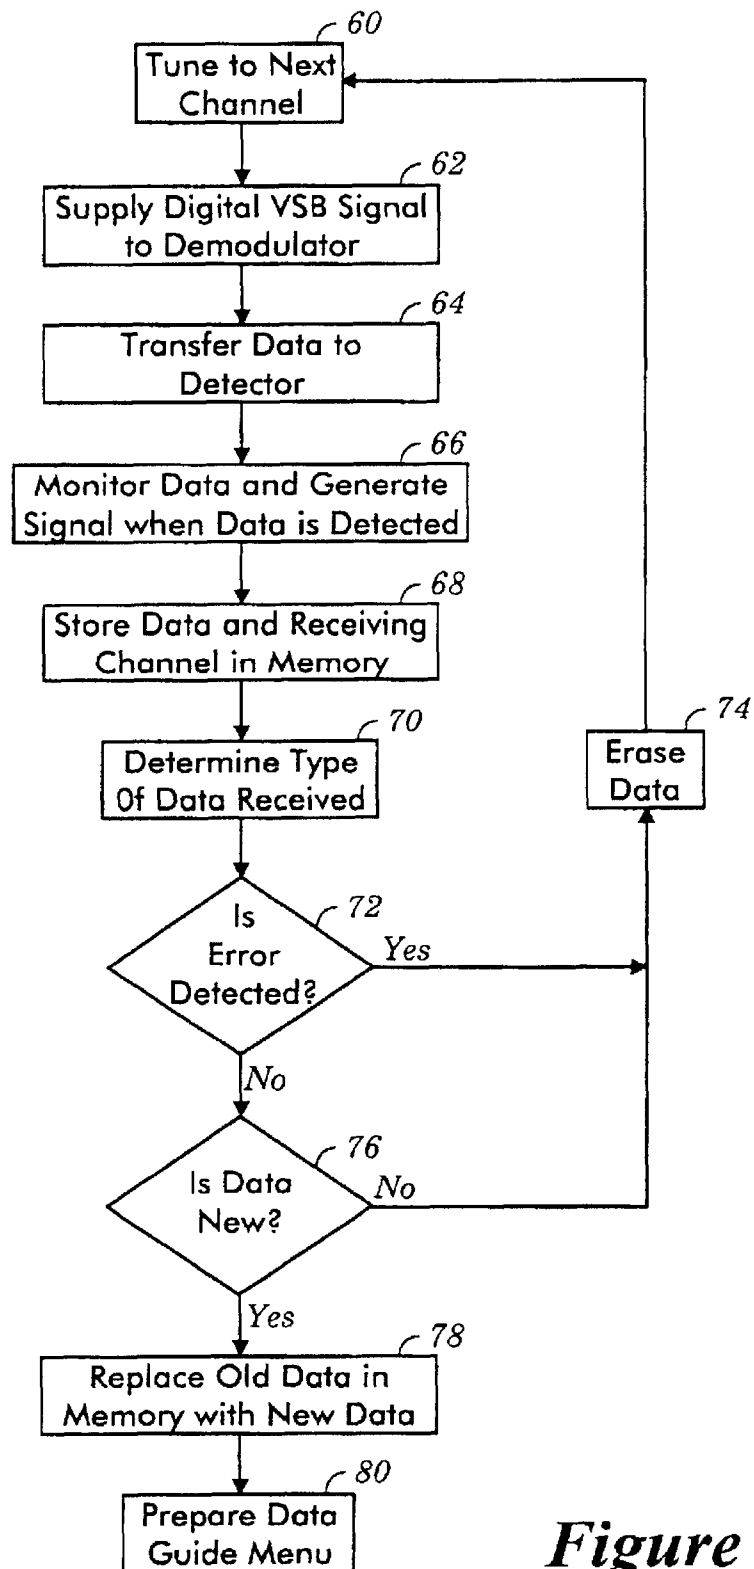 60
Tune to Next
Channel
62
Supply Digital VSB Signal
to Demodulator
64
Transfer Data to
Detector
66
Monitor Data and Generate
Signal when Data is Detected
68
Store Data and Receiving
Channel in Memory
70
Determine Type
Of Data Received
74
Erase
Data
72
Is
Error
Detected?
Yes
No
76
Is Data
New?
No
Yes
78
Replace Old Data in
Memory with New Data
80
Prepare Data
Guide Menu
Figure